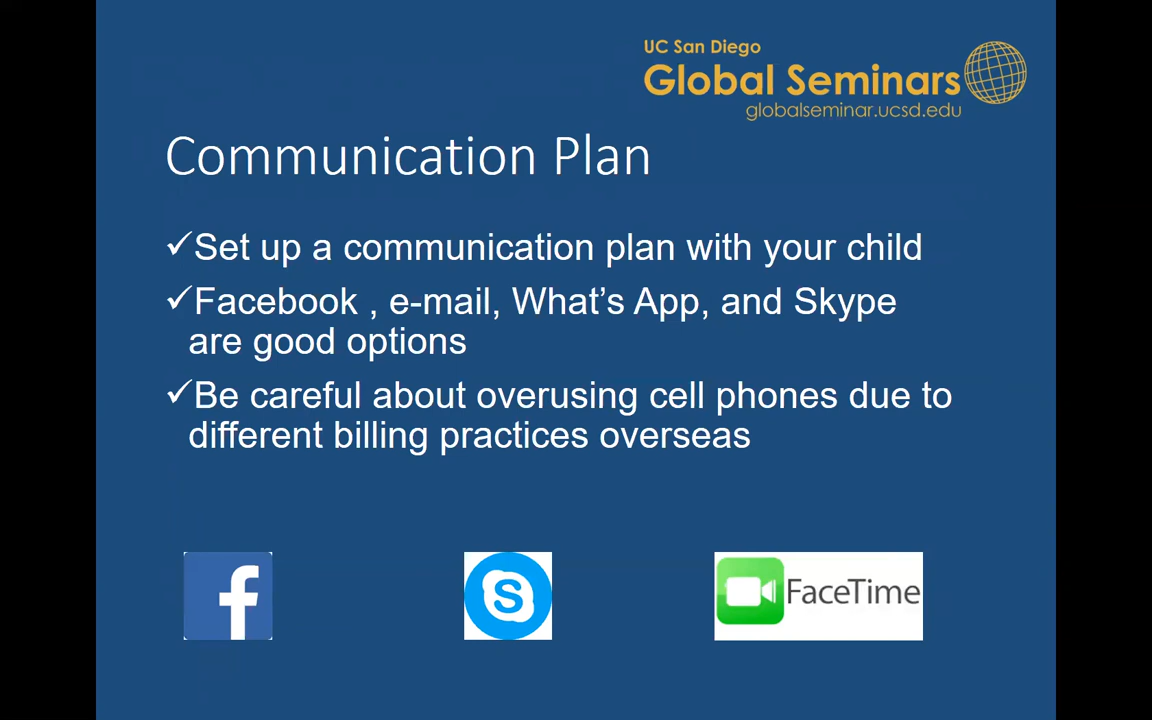 UC San Diego
Global Seminars
globalseminar.ucsd.edu
Communication Plan
✓Set up a communication plan with your child
✓Facebook , e-mail, What’s App, and Skype
are good options
✓Be careful about overusing cell phones due to
different billing practices overseas
f
S
FaceTime